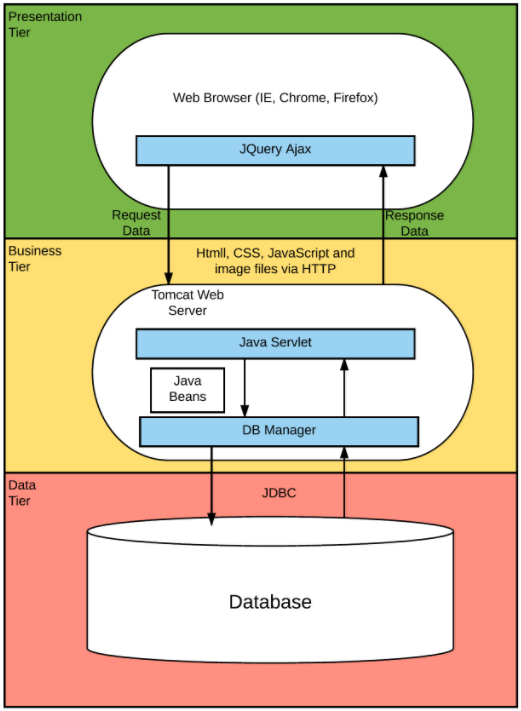 Presentation
Tier
Web Browser (IE, Chrome, Firefox)
JQuery Ajax
Request
Data
Response
Data
Business
Tier
Htmll, CSS, JavaScript and
image files via HTTP
Tomcat Web
Server
Java Servlet
Java
Beans
DB Manager
Data
Tier
JDBC
Database